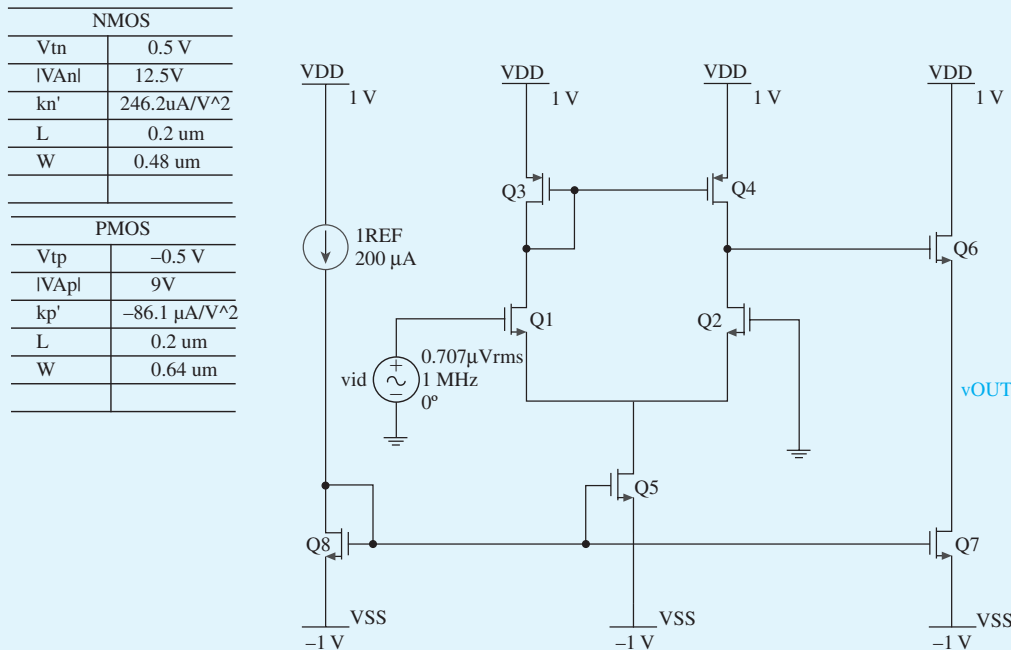 NMOS
Vtn 0.5 V
|VAn| 12.5V
kn' 246.2uA/V^2
L 0.2 um
W 0.48 um
PMOS
Vtp −0.5 V
|VAp| 9V
kp' −86.1 µA/V^2
L 0.2 um
W 0.64 um
VDD
1 V
VDD
1 V
VDD
1 V
VDD
1 V
Q3
Q4
1REF
200 µA
Q6
Q1
Q2
vid
0.707µVrms
1 MHz
0º
vOUT
Q5
Q8
Q7
VSS
−1 V
VSS
−1 V
VSS
−1 V